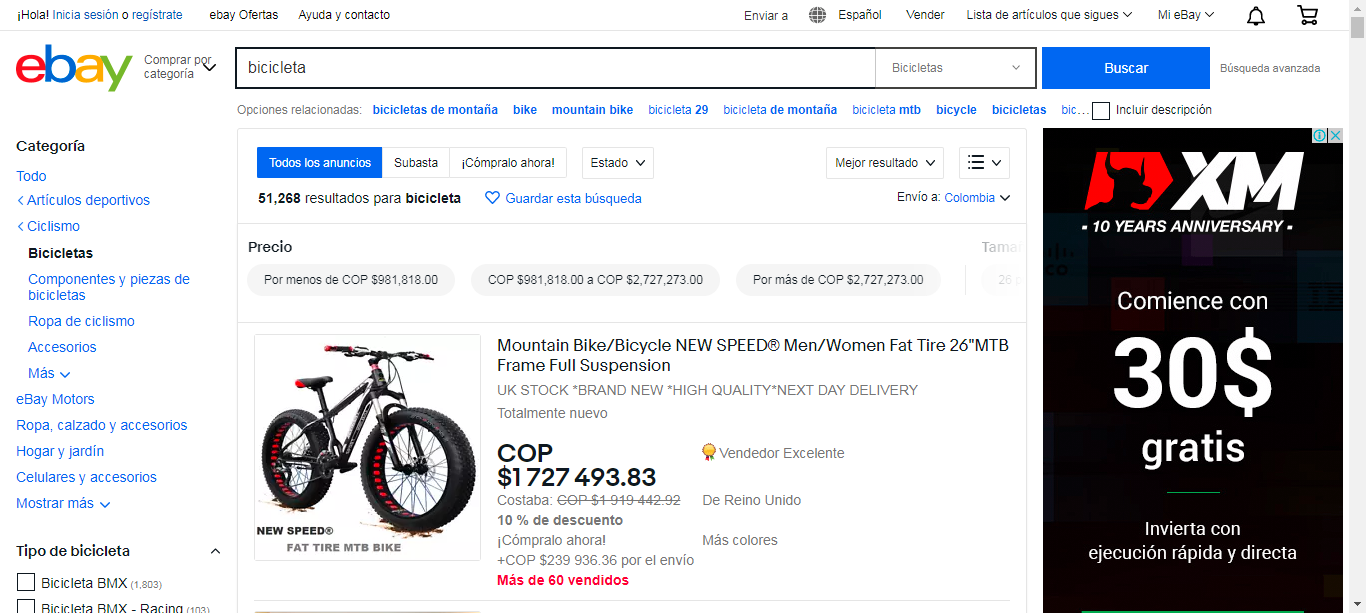 ¡Hola! Inicia sesión o regístrate
ebay Ofertas
Ayuda y contacto
Enviar a
Español
Vender
Lista de artículos que sigues
Mi eBay
ebay
Comprar por
categoría
bicicleta
Bicicletas
Buscar
Búsqueda avanzada
Opciones relacionadas: bicicletas de montaña bike mountain bike bicicleta 29 bicicleta de montaña bicicleta mtb bicycle bicicletas bic...
Incluir descripción
Categoría
Todo
Artículos deportivos
Ciclismo
Bicicletas
Componentes y piezas de
bicicletas
Ropa de ciclismo
Accesorios
Más
eBay Motors
Ropa, calzado y accesorios
Hogar y jardín
Celulares y accesorios
Mostrar más
Tipo de bicicleta
Bicicleta BMX (1,803)
Bicicleta BMX - Racing (103)
Todos los anuncios
Subasta
¡Cómpralo ahora!
Estado
Mejor resultado
51,268 resultados para bicicleta
Guardar esta búsqueda
Envío a: Colombia
Precio
Por menos de COP $981,818.00
COP $981,818.00 a COP $2,727,273.00
Por más de COP $2,727,273.00
Tama
26 p
NEW SPEED®
FAT TIRE MTB BIKE
Mountain Bike/Bicycle NEW SPEED® Men/Women Fat Tire 26"MTB
Frame Full Suspension
UK STOCK *BRAND NEW *HIGH QUALITY*NEXT DAY DELIVERY
Totalmente nuevo
COP
$1 727 493.83
Costaba: COP $1 919 442.92
10 % de descuento
¡Cómpralo ahora!
+COP $239 936.36 por el envío
Más de 60 vendidos
Vendedor Excelente
De Reino Unido
Más colores
XM
- 10 YEARS ANNIVERSARY -
Comience con
30$
gratis
Invierta con
ejecución rápida y directa